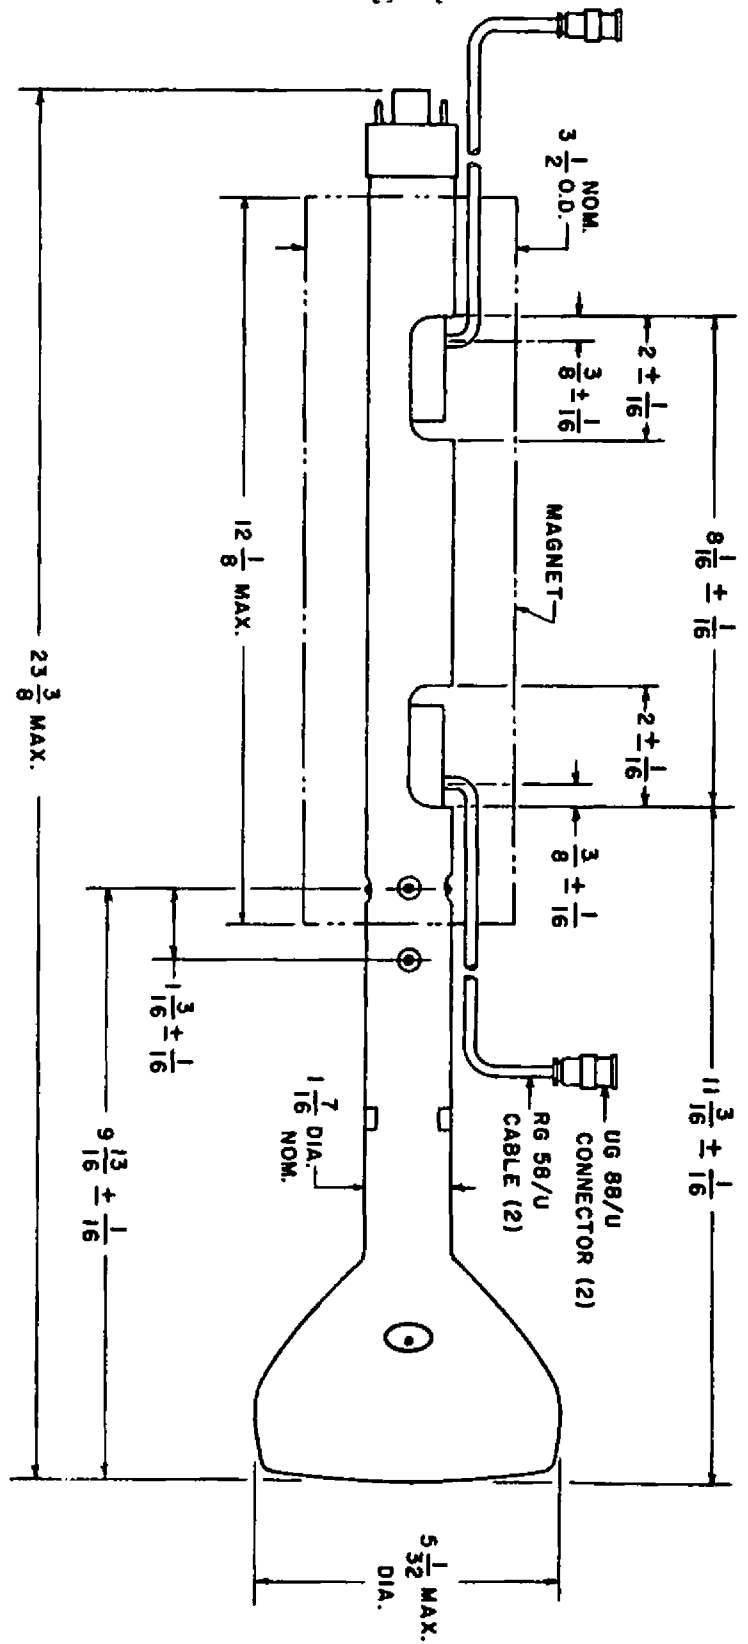 3 1/2 NOM. O.D.
3/8 ± 1/16
2 ± 1/16
8 1/16 ± 1/16
MAGNET
12 1/8 MAX.
23 3/8 MAX.
2 ± 1/16
3/8 ± 1/16
1 3/16 ± 1/16
9 13/16 ± 1/16
1 7/16 DIA.
NOM.
RG 58/U
CABLE (2)
UG 88/U
CONNECTOR (2)
11 3/16 ± 1/16
5 1/32 MAX.
DIA.